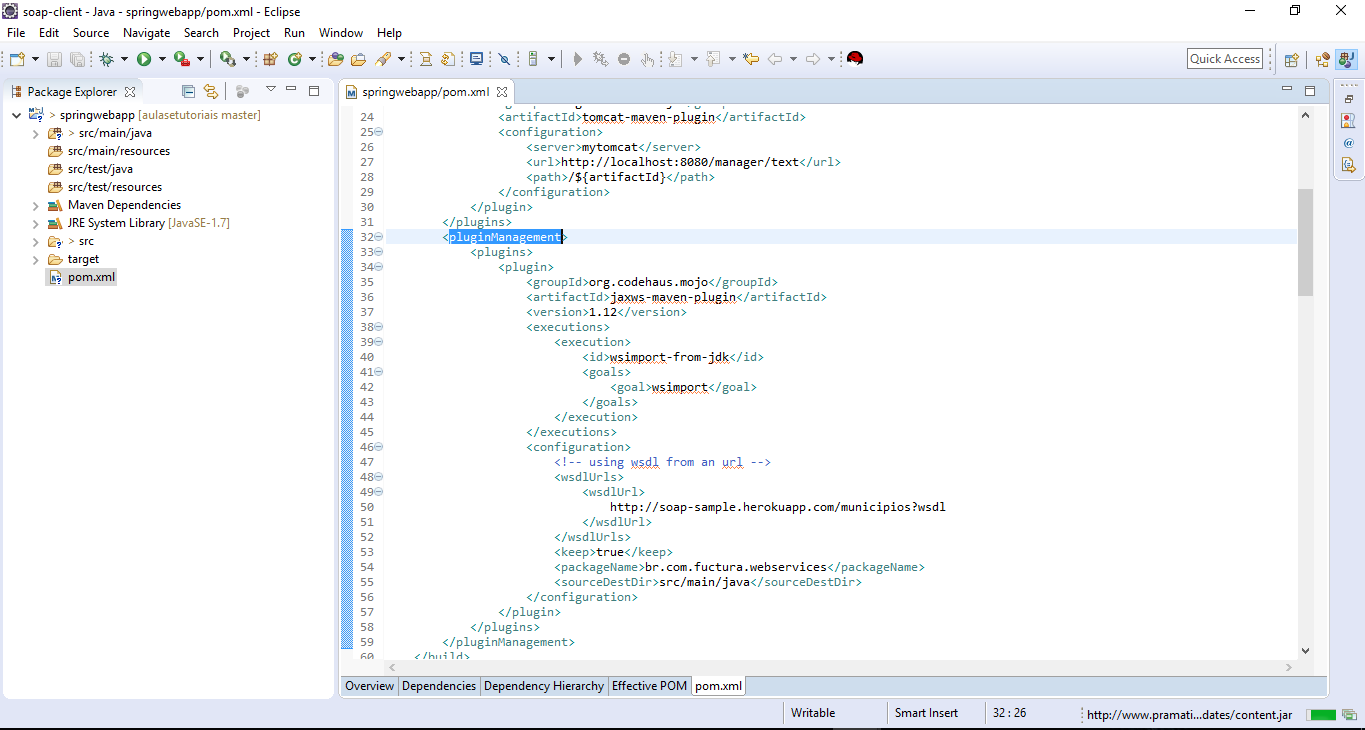 soap-client - Java - springwebapp/pom.xml - Eclipse
File Edit Source Navigate Search Project Run Window Help
Quick Access
Package Explorer
springwebapp/pom.xml
> springwebapp [aulasetutoriais master]
> src/main/java
src/main/resources
src/test/java
src/test/resources
Maven Dependencies
JRE System Library [JavaSE-1.7]
> src
target
pom.xml
24 <artifactId>tomcat-maven-plugin</artifactId>
25 <configuration>
26 <server>mytomcat</server>
27 <url>http://localhost:8080/manager/text</url>
28 <path>/${artifactId}</path>
29 </configuration>
30 </plugin>
31 </plugins>
32 <pluginManagement>
33 <plugins>
34 <plugin>
35 <groupId>org.codehaus.mojo</groupId>
36 <artifactId>jaxws-maven-plugin</artifactId>
37 <version>1.12</version>
38 <executions>
39 <execution>
40 <id>wsimport-from-jdk</id>
41 <goals>
42 <goal>wsimport</goal>
43 </goals>
44 </execution>
45 </executions>
46 <configuration>
47 <!-- using wsdl from an url -->
48 <wsdlUrls>
49 <wsdlUrl>
50 http://soap-sample.herokuapp.com/municipios?wsdl
51 </wsdlUrl>
52 </wsdlUrls>
53 <keep>true</keep>
54 <packageName>br.com.fuctura.webservices</packageName>
55 <sourceDestDir>src/main/java</sourceDestDir>
56 </configuration>
57 </plugin>
58 </plugins>
59 </pluginManagement>
60 </build>
Overview Dependencies Dependency Hierarchy Effective POM pom.xml
Writable Smart Insert 32 : 26 http://www.pramati...dates/content.jar